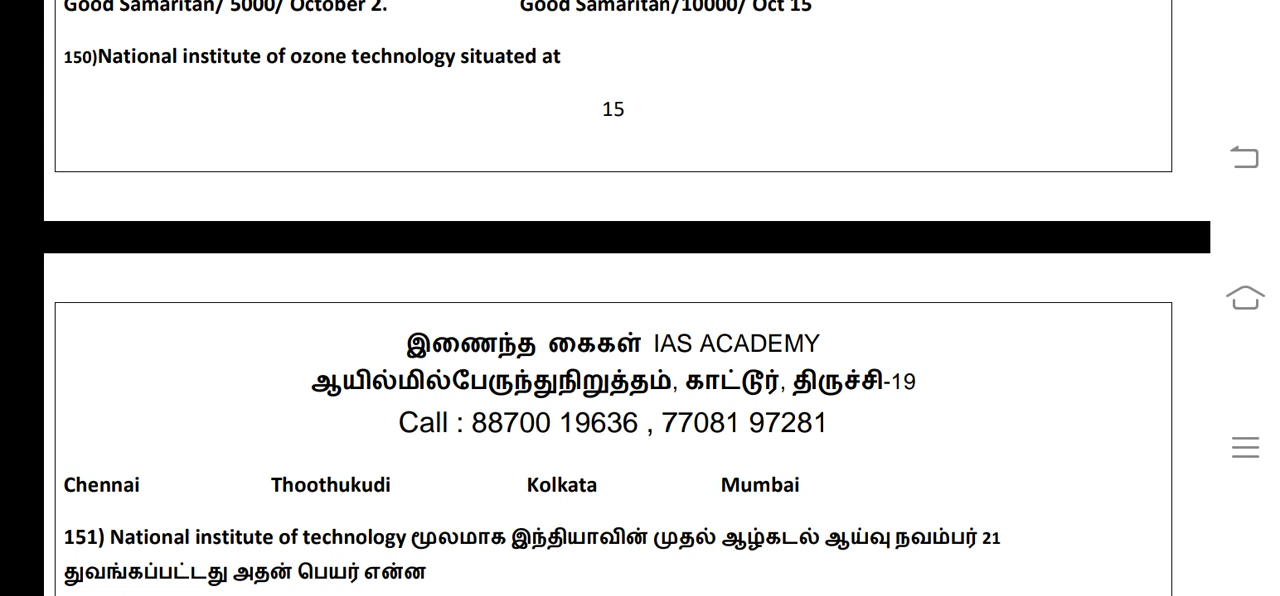 Good Samaritan/ 5000/ October 2. Good Samaritan/10000/ Oct 15
150)National institute of ozone technology situated at
15
இணைந்த கைகள் IAS ACADEMY
ஆயில்மில்பேருந்துநிறுத்தம், காட்டூர், திருச்சி-19
Call : 88700 19636 , 77081 97281
Chennai Thoothukudi Kolkata Mumbai
151) National institute of technology மூலமாக இந்தியாவின் முதல் ஆழ்கடல் ஆய்வு நவம்பர் 21
துவங்கப்பட்டது அதன் பெயர் என்ன